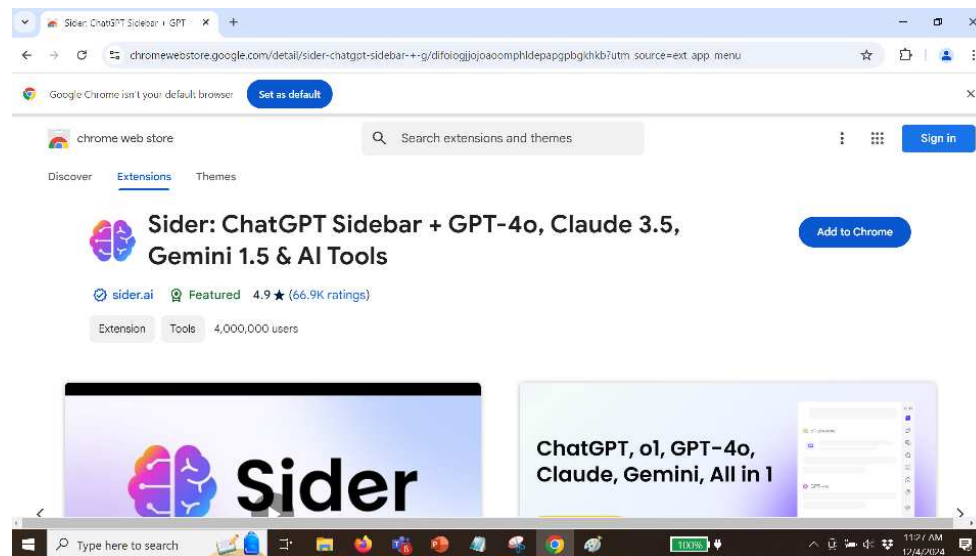 Sider: ChatGPT Sidebar + GPT
chromewebstore.google.com/detail/sider-chatgpt-sidebar-+-g/difoiogjjojoaoomphldepapgpbgkhkb?utm_source=ext_app_menu
Google Chrome isn't your default browser
Set as default
chrome web store
Search extensions and themes
Sign in
Discover
Extensions
Themes
Sider: ChatGPT Sidebar + GPT-4o, Claude 3.5,
Gemini 1.5 & AI Tools
Add to Chrome
sider.ai
Featured
4.9★ (66.9K ratings)
Extension
Tools
4,000,000 users
Sider
ChatGPT, o1, GPT-4o,
Claude, Gemini, All in 1
Type here to search
100%
11:27 AM
12/4/2024